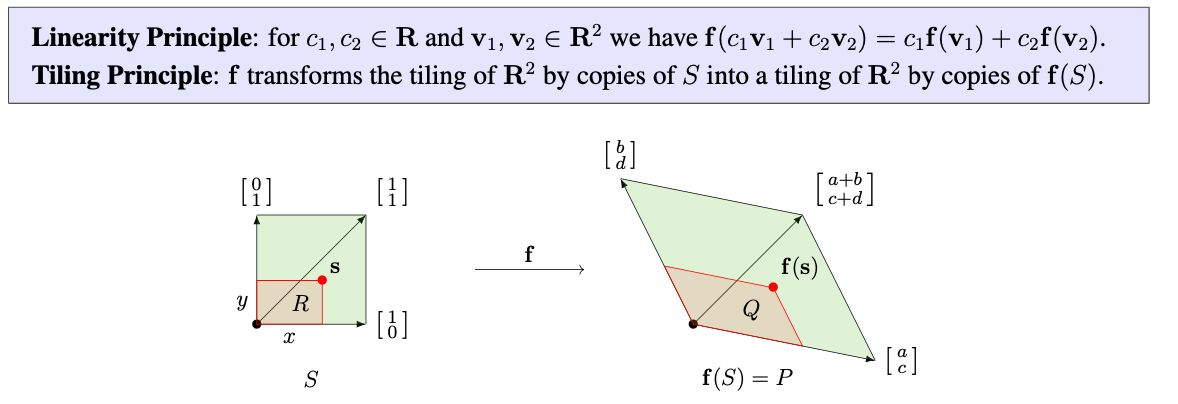 Linearity Principle: for c₁, c₂ ∈ R and v₁, v₂ ∈ R² we have f(c₁v₁ + c₂v₂) = c₁f(v₁) + c₂f(v₂).
Tiling Principle: f transforms the tiling of R² by copies of S into a tiling of R² by copies of f(S).
[b d]
[0 1] [1 1] [a+b c+d]
f
s f(s)
y R Q
x [1 0]
[a c]
S f(S) = P